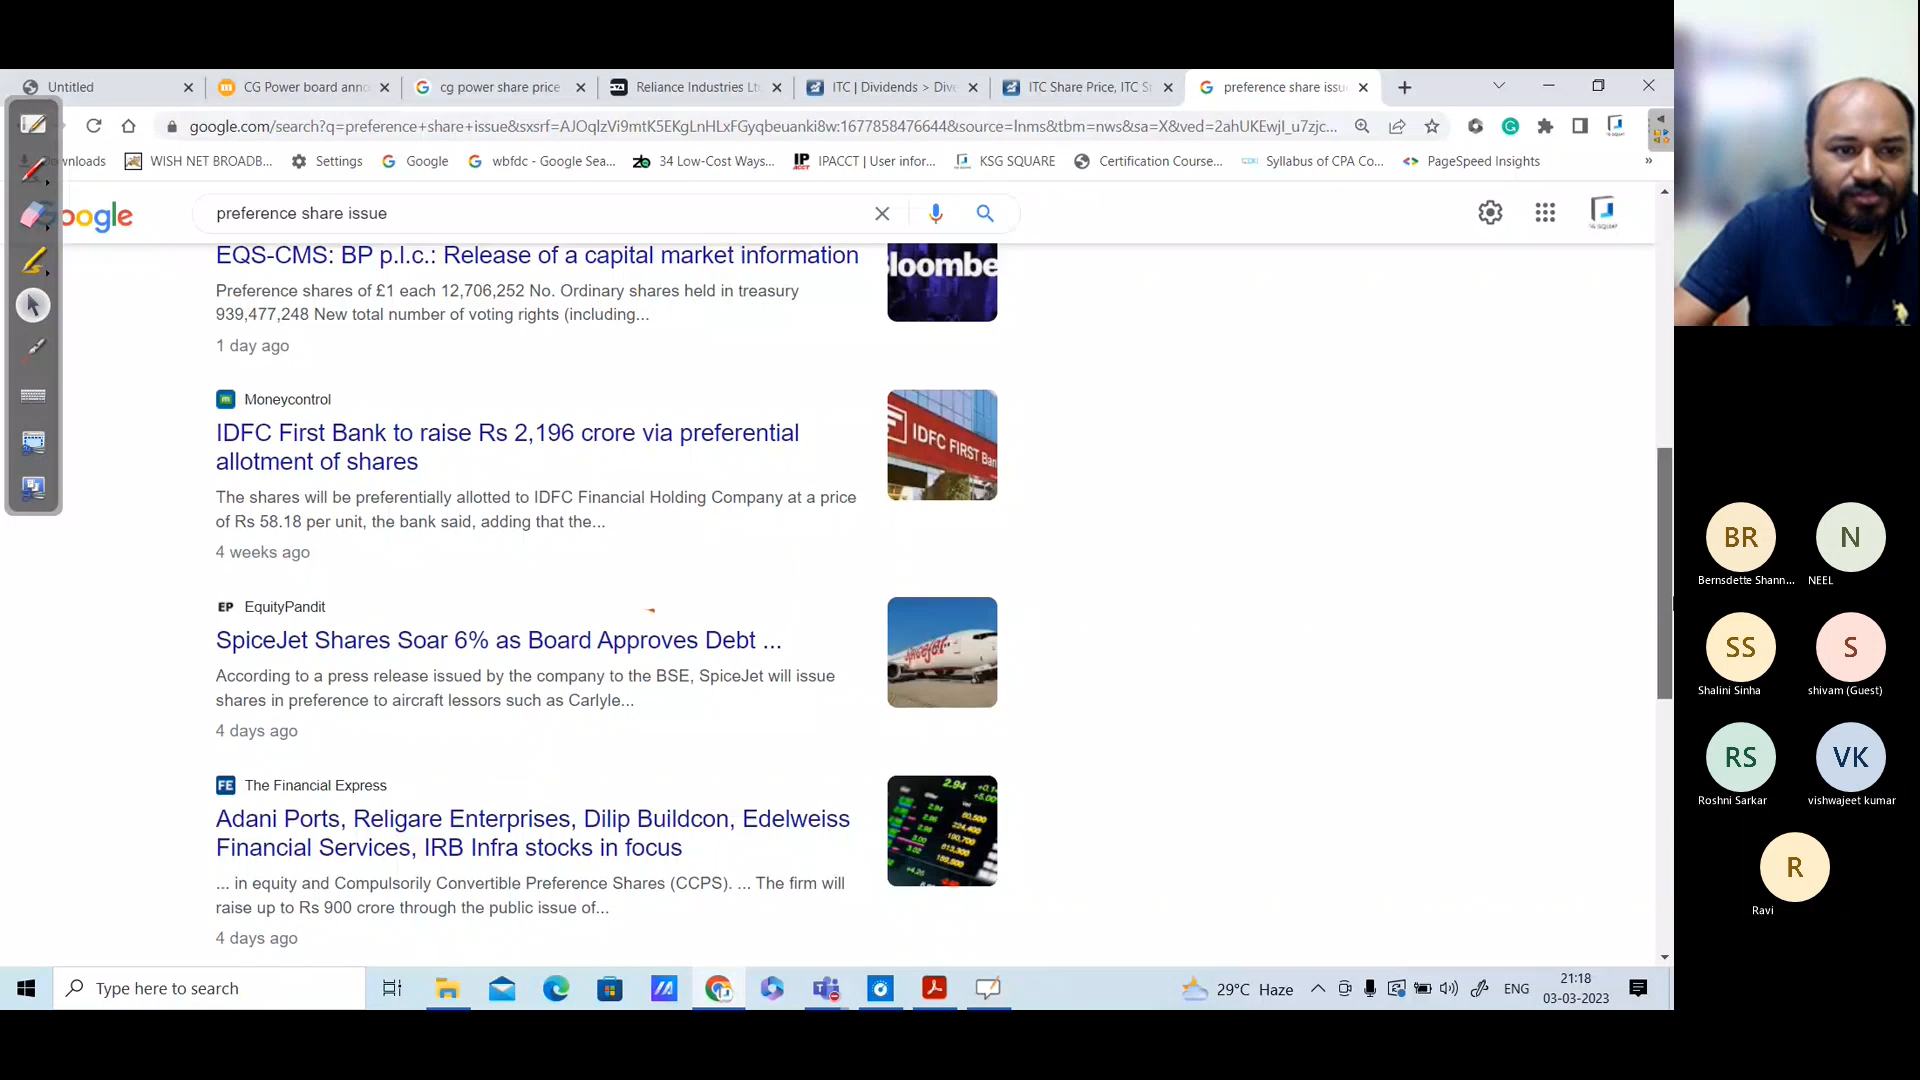 Untitled
CG Power board anno
cg power share price
Reliance Industries Lt
ITC | Dividends > Dive
ITC Share Price, ITC S
preference share issu
google.com/search?q=preference+share+issue&sxsrf=AJOqlzVi9mtK5EKgLnHLxFGyqbeuanki8w:1677858476644&source=lnms&tbm=nws&sa=X&ved=2ahUKEwjI_u7zjc...
ownloads
WISH NET BROADB...
Settings
Google
wbfdc - Google Sea...
34 Low-Cost Ways...
IPACCT | User infor...
KSG SQUARE
Certification Course...
Syllabus of CPA Co...
PageSpeed Insights
»
oogle
preference share issue
EQS-CMS: BP p.l.c.: Release of a capital market information
Preference shares of £1 each 12,706,252 No. Ordinary shares held in treasury
939,477,248 New total number of voting rights (including...
1 day ago
loombe
Moneycontrol
IDFC First Bank to raise Rs 2,196 crore via preferential
allotment of shares
The shares will be preferentially allotted to IDFC Financial Holding Company at a price
of Rs 58.18 per unit, the bank said, adding that the...
4 weeks ago
IDFC FIRST Ban
EP EquityPandit
SpiceJet Shares Soar 6% as Board Approves Debt ...
According to a press release issued by the company to the BSE, SpiceJet will issue
shares in preference to aircraft lessors such as Carlyle...
4 days ago
spicejet
FE The Financial Express
Adani Ports, Religare Enterprises, Dilip Buildcon, Edelweiss
Financial Services, IRB Infra stocks in focus
... in equity and Compulsorily Convertible Preference Shares (CCPS). ... The firm will
raise up to Rs 900 crore through the public issue of...
4 days ago
2.94
BR
Bernsdette Shann...
N
NEEL
SS
Shalini Sinha
S
shivam (Guest)
RS
Roshni Sarkar
VK
vishwajeet kumar
R
Ravi
Type here to search
29°C Haze
ENG
21:18
03-03-2023